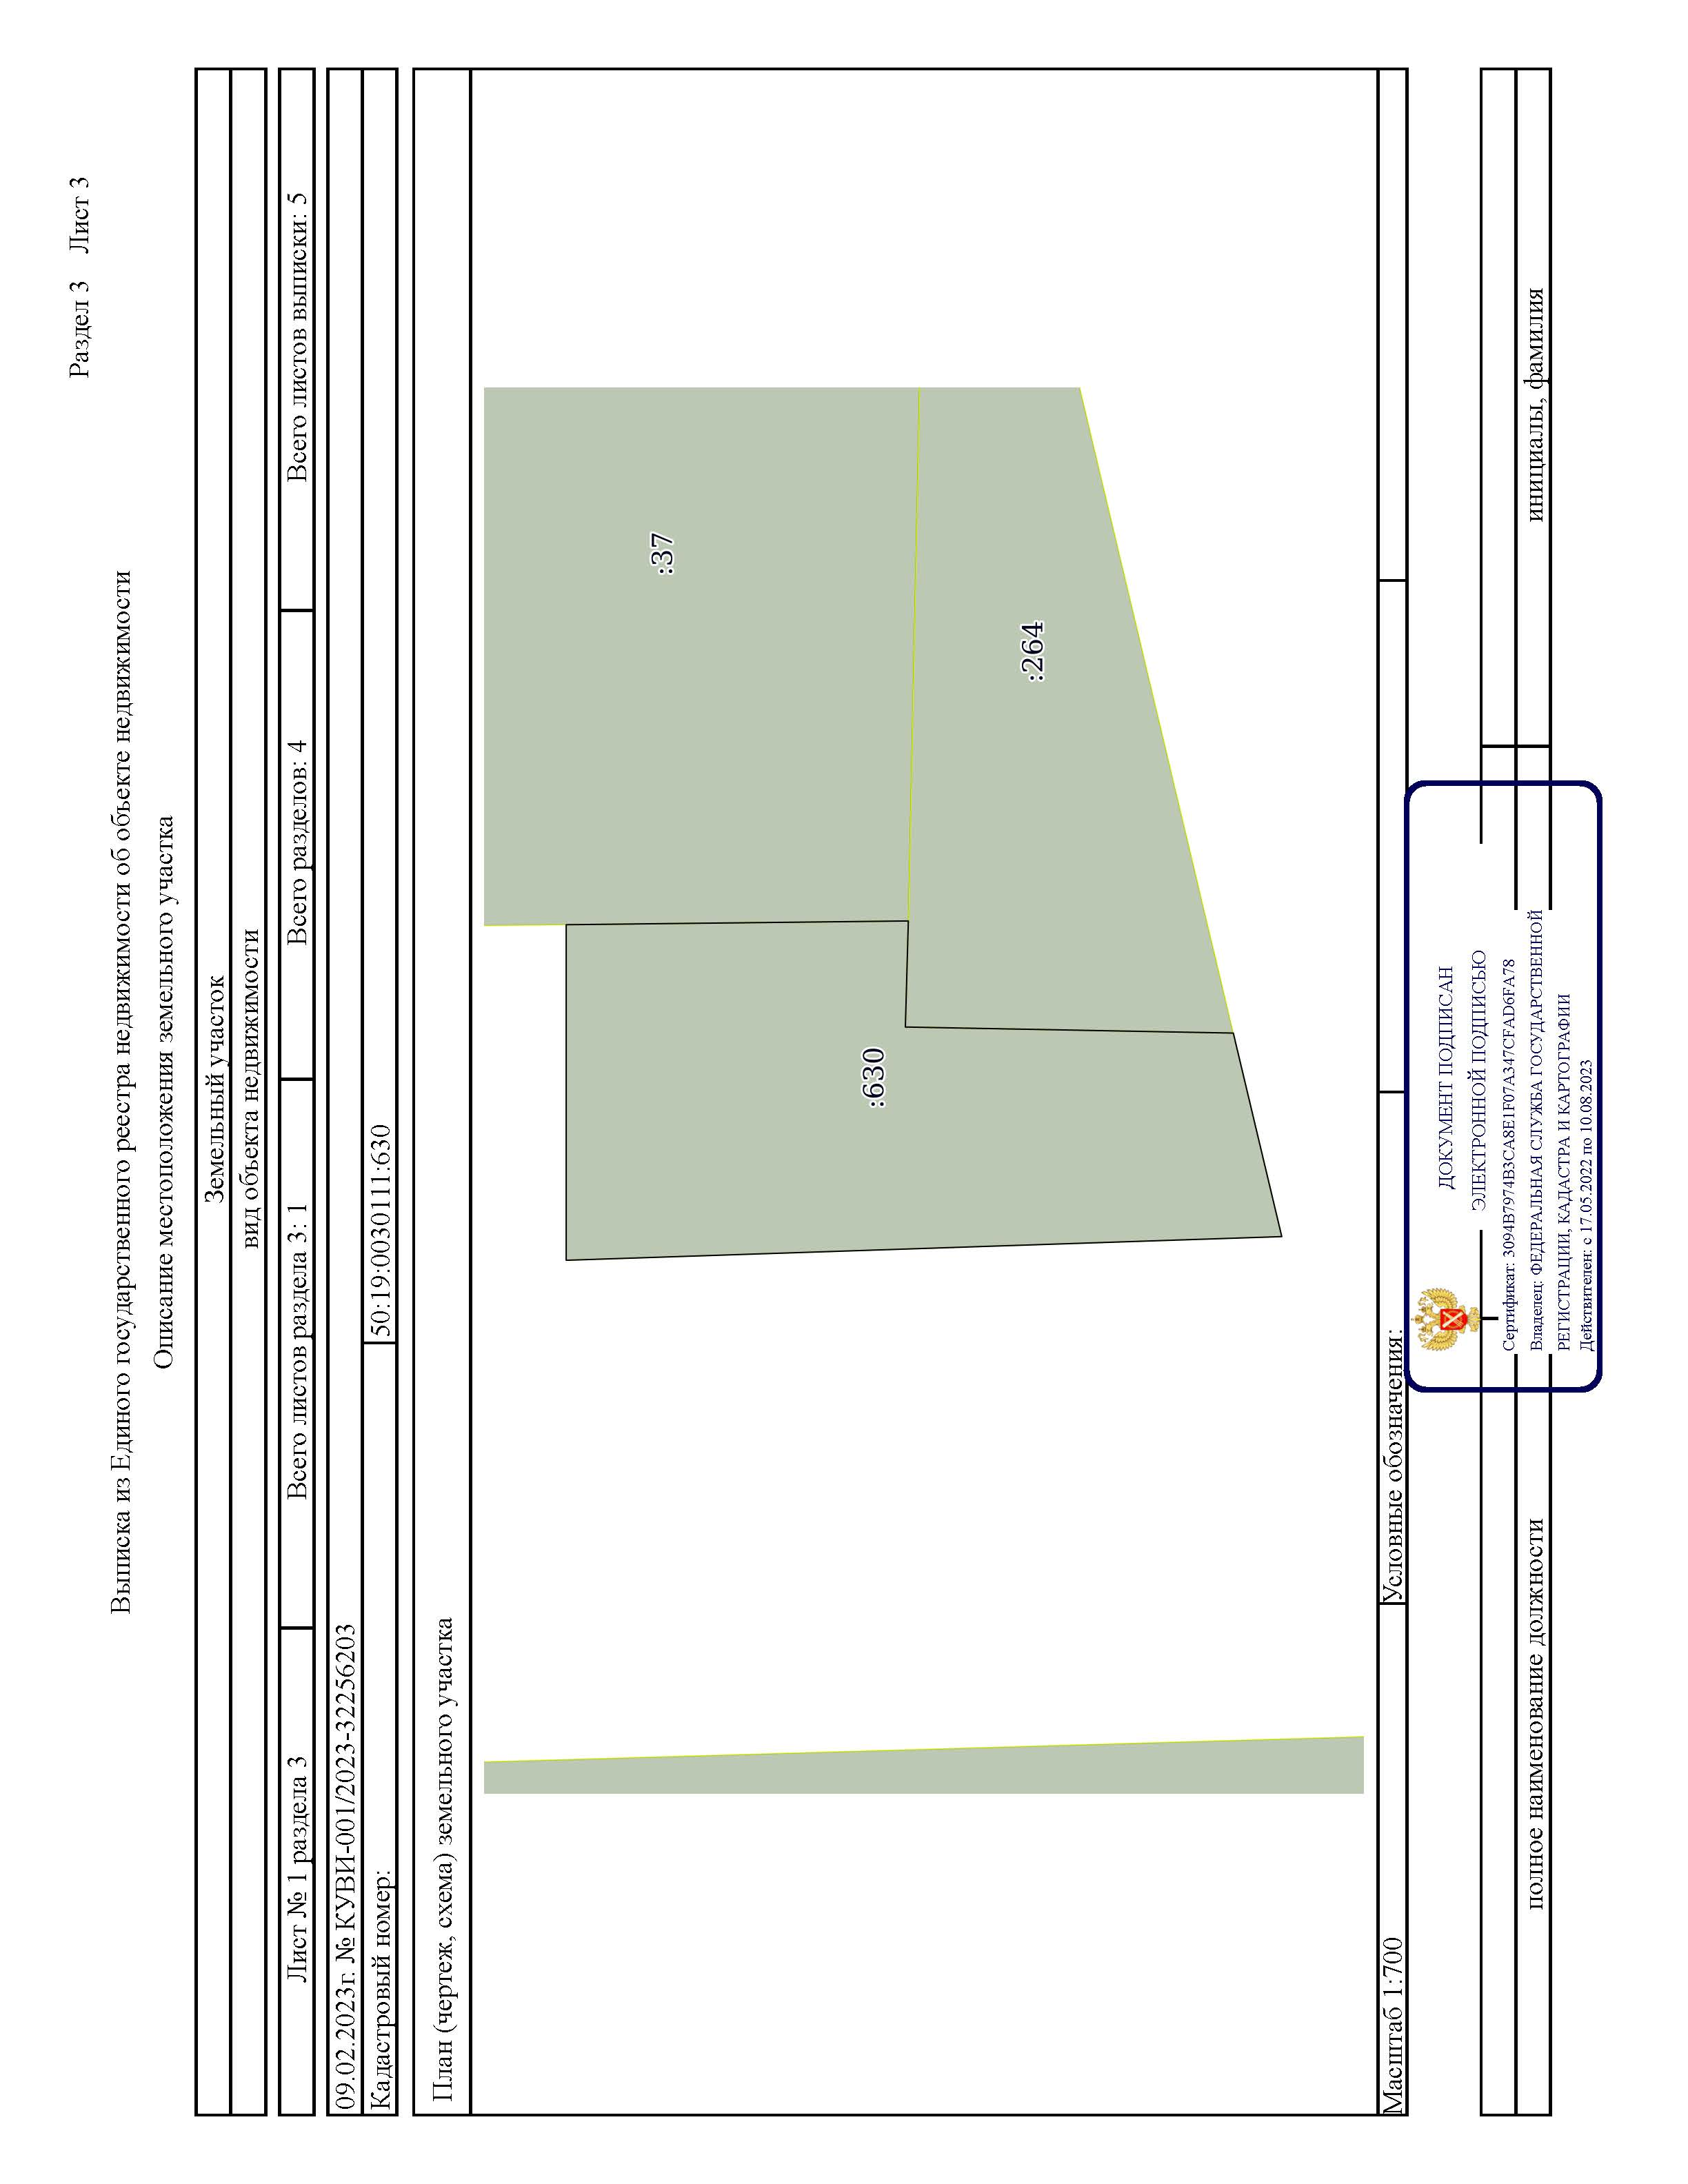 Раздел 3 Лист 3
Выписка из Единого государственного реестра недвижимости об объекте недвижимости
Описание местоположения земельного участка
Земельный участок
вид объекта недвижимости
Лист № 1 раздела 3 Всего листов раздела 3: 1 Всего разделов: 4 Всего листов выписки: 5
09.02.2023г. № КУВИ-001/2023-32256203
Кадастровый номер: 50:19:0030111:630
План (чертеж, схема) земельного участка
:37
:630
:264
Масштаб 1:700 Условные обозначения:
ДОКУМЕНТ ПОДПИСАН
ЭЛЕКТРОННОЙ ПОДПИСЬЮ
Сертификат: 3094B7974B3CA8E1F07A347CFAD6FA78
Владелец: ФЕДЕРАЛЬНАЯ СЛУЖБА ГОСУДАРСТВЕННОЙ
РЕГИСТРАЦИИ, КАДАСТРА И КАРТОГРАФИИ
Действителен: с 17.05.2022 по 10.08.2023
полное наименование должности инициалы, фамилия